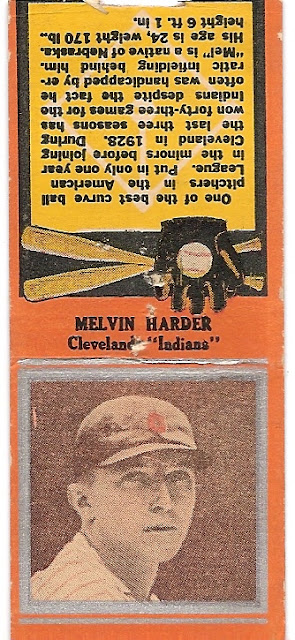 One of the best curve ball
pitchers in the American
League. Put in only one year
in the minors before joining
Cleveland in 1928. During
the last three seasons has
won forty-three games for the
Indians despite the fact he
often was handicapped by er-
ratic infielding behind him.
"Mel" is a native of Nebraska.
His age is 24, weight 170 lb.,
height 6 ft. 1 in.
MELVIN HARDER
Cleveland "Indians"